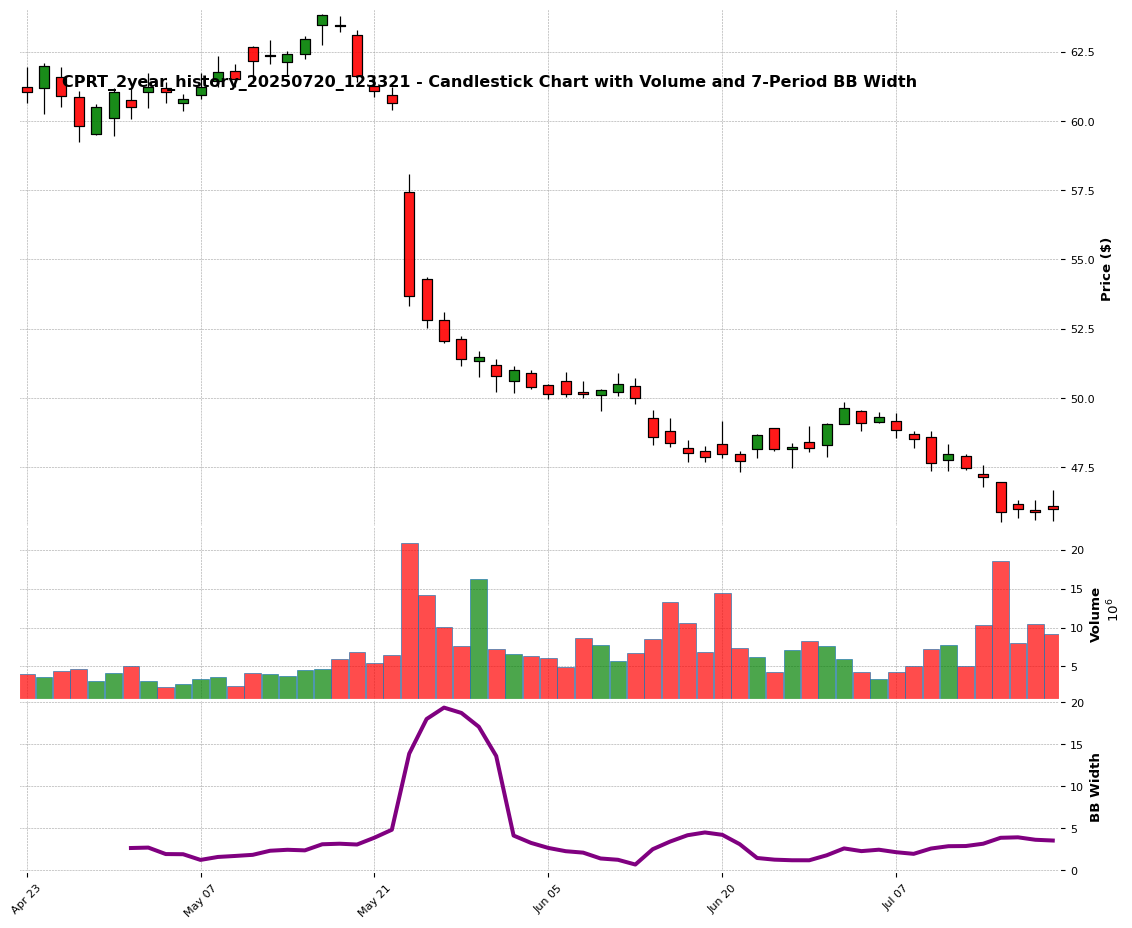 CPRT_2year_history_20250720_123321 - Candlestick Chart with Volume and 7-Period BB Width
62.5
60.0
57.5
55.0
52.5
50.0
47.5
Price ($)
20
15
10
5
Volume
10^6
20
15
10
5
0
BB Width
Apr 23
May 07
May 21
Jun 05
Jun 20
Jul 07